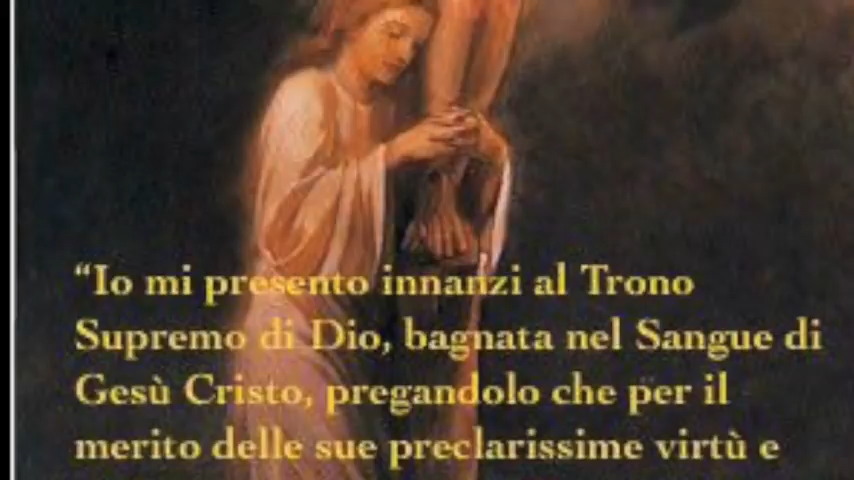 “Io mi presento innanzi al Trono
Supremo di Dio, bagnata nel Sangue di
Gesù Cristo, pregandolo che per il
merito delle sue preclarissime virtù e